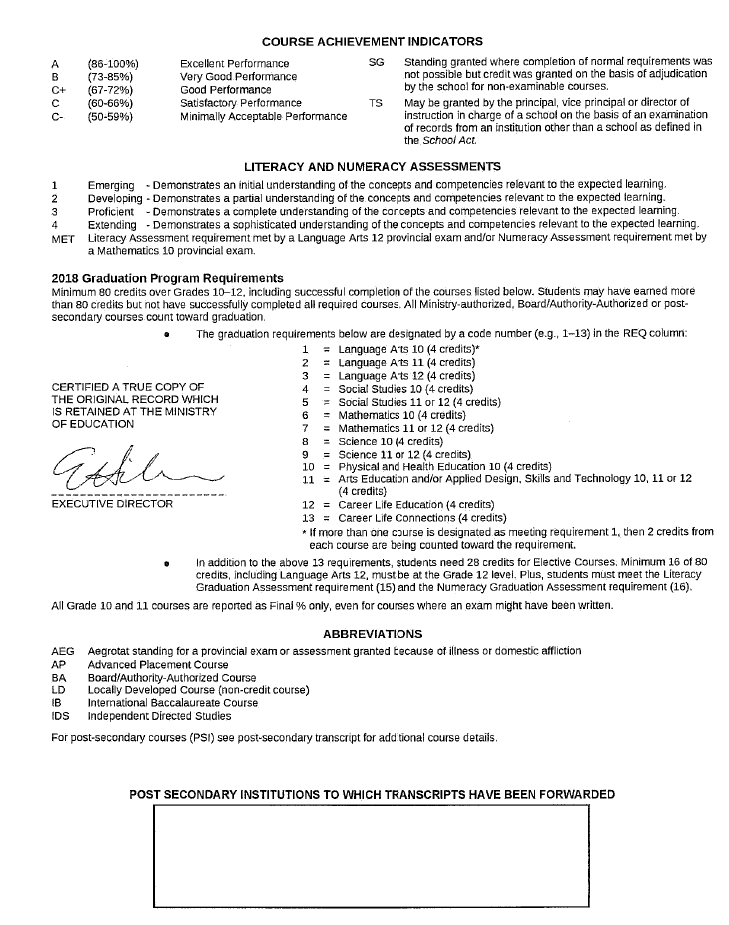 COURSE ACHIEVEMENT INDICATORS
A (86-100%) Excellent Performance
B (73-85%) Very Good Performance
C+ (67-72%) Good Performance
C (60-66%) Satisfactory Performance
C- (50-59%) Minimally Acceptable Performance
SG Standing granted where completion of normal requirements was
not possible but credit was granted on the basis of adjudication
by the school for non-examinable courses.
TS May be granted by the principal, vice principal or director of
instruction in charge of a school on the basis of an examination
of records from an institution other than a school as defined in
the School Act.
LITERACY AND NUMERACY ASSESSMENTS
1 Emerging - Demonstrates an initial understanding of the concepts and competencies relevant to the expected learning.
2 Developing - Demonstrates a partial understanding of the concepts and competencies relevant to the expected learning.
3 Proficient - Demonstrates a complete understanding of the concepts and competencies relevant to the expected learning.
4 Extending - Demonstrates a sophisticated understanding of the concepts and competencies relevant to the expected learning.
MET Literacy Assessment requirement met by a Language Arts 12 provincial exam and/or Numeracy Assessment requirement met by
a Mathematics 10 provincial exam.
2018 Graduation Program Requirements
Minimum 80 credits over Grades 10–12, including successful completion of the courses listed below. Students may have earned more
than 80 credits but not have successfully completed all required courses. All Ministry-authorized, Board/Authority-Authorized or post-
secondary courses count toward graduation.
• The graduation requirements below are designated by a code number (e.g., 1–13) in the REQ column:
1 = Language Arts 10 (4 credits)*
2 = Language Arts 11 (4 credits)
3 = Language Arts 12 (4 credits)
4 = Social Studies 10 (4 credits)
5 = Social Studies 11 or 12 (4 credits)
6 = Mathematics 10 (4 credits)
7 = Mathematics 11 or 12 (4 credits)
8 = Science 10 (4 credits)
9 = Science 11 or 12 (4 credits)
10 = Physical and Health Education 10 (4 credits)
11 = Arts Education and/or Applied Design, Skills and Technology 10, 11 or 12
(4 credits)
12 = Career Life Education (4 credits)
13 = Career Life Connections (4 credits)
* If more than one course is designated as meeting requirement 1, then 2 credits from
each course are being counted toward the requirement.
CERTIFIED A TRUE COPY OF
THE ORIGINAL RECORD WHICH
IS RETAINED AT THE MINISTRY
OF EDUCATION
EXECUTIVE DIRECTOR
• In addition to the above 13 requirements, students need 28 credits for Elective Courses. Minimum 16 of 80
credits, including Language Arts 12, must be at the Grade 12 level. Plus, students must meet the Literacy
Graduation Assessment requirement (15) and the Numeracy Graduation Assessment requirement (16).
All Grade 10 and 11 courses are reported as Final % only, even for courses where an exam might have been written.
ABBREVIATIONS
AEG Aegrotat standing for a provincial exam or assessment granted because of illness or domestic affliction
AP Advanced Placement Course
BA Board/Authority-Authorized Course
LD Locally Developed Course (non-credit course)
IB International Baccalaureate Course
IDS Independent Directed Studies
For post-secondary courses (PSI) see post-secondary transcript for additional course details.
POST SECONDARY INSTITUTIONS TO WHICH TRANSCRIPTS HAVE BEEN FORWARDED